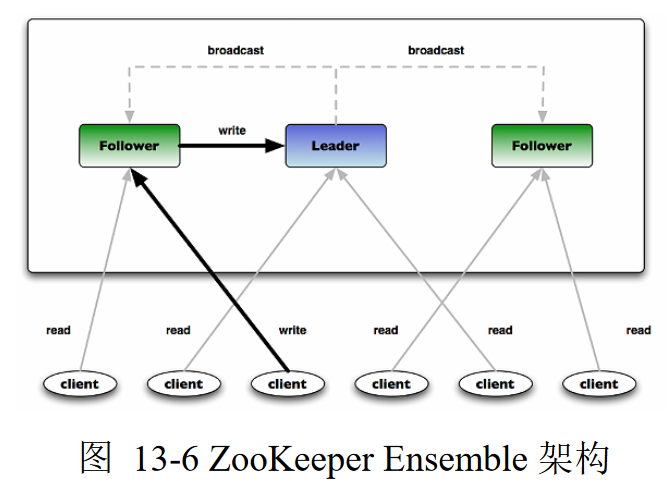 broadcast broadcast
write
Follower Leader Follower
read read write read read read
client client client client client client
图 13-6 ZooKeeper Ensemble 架构